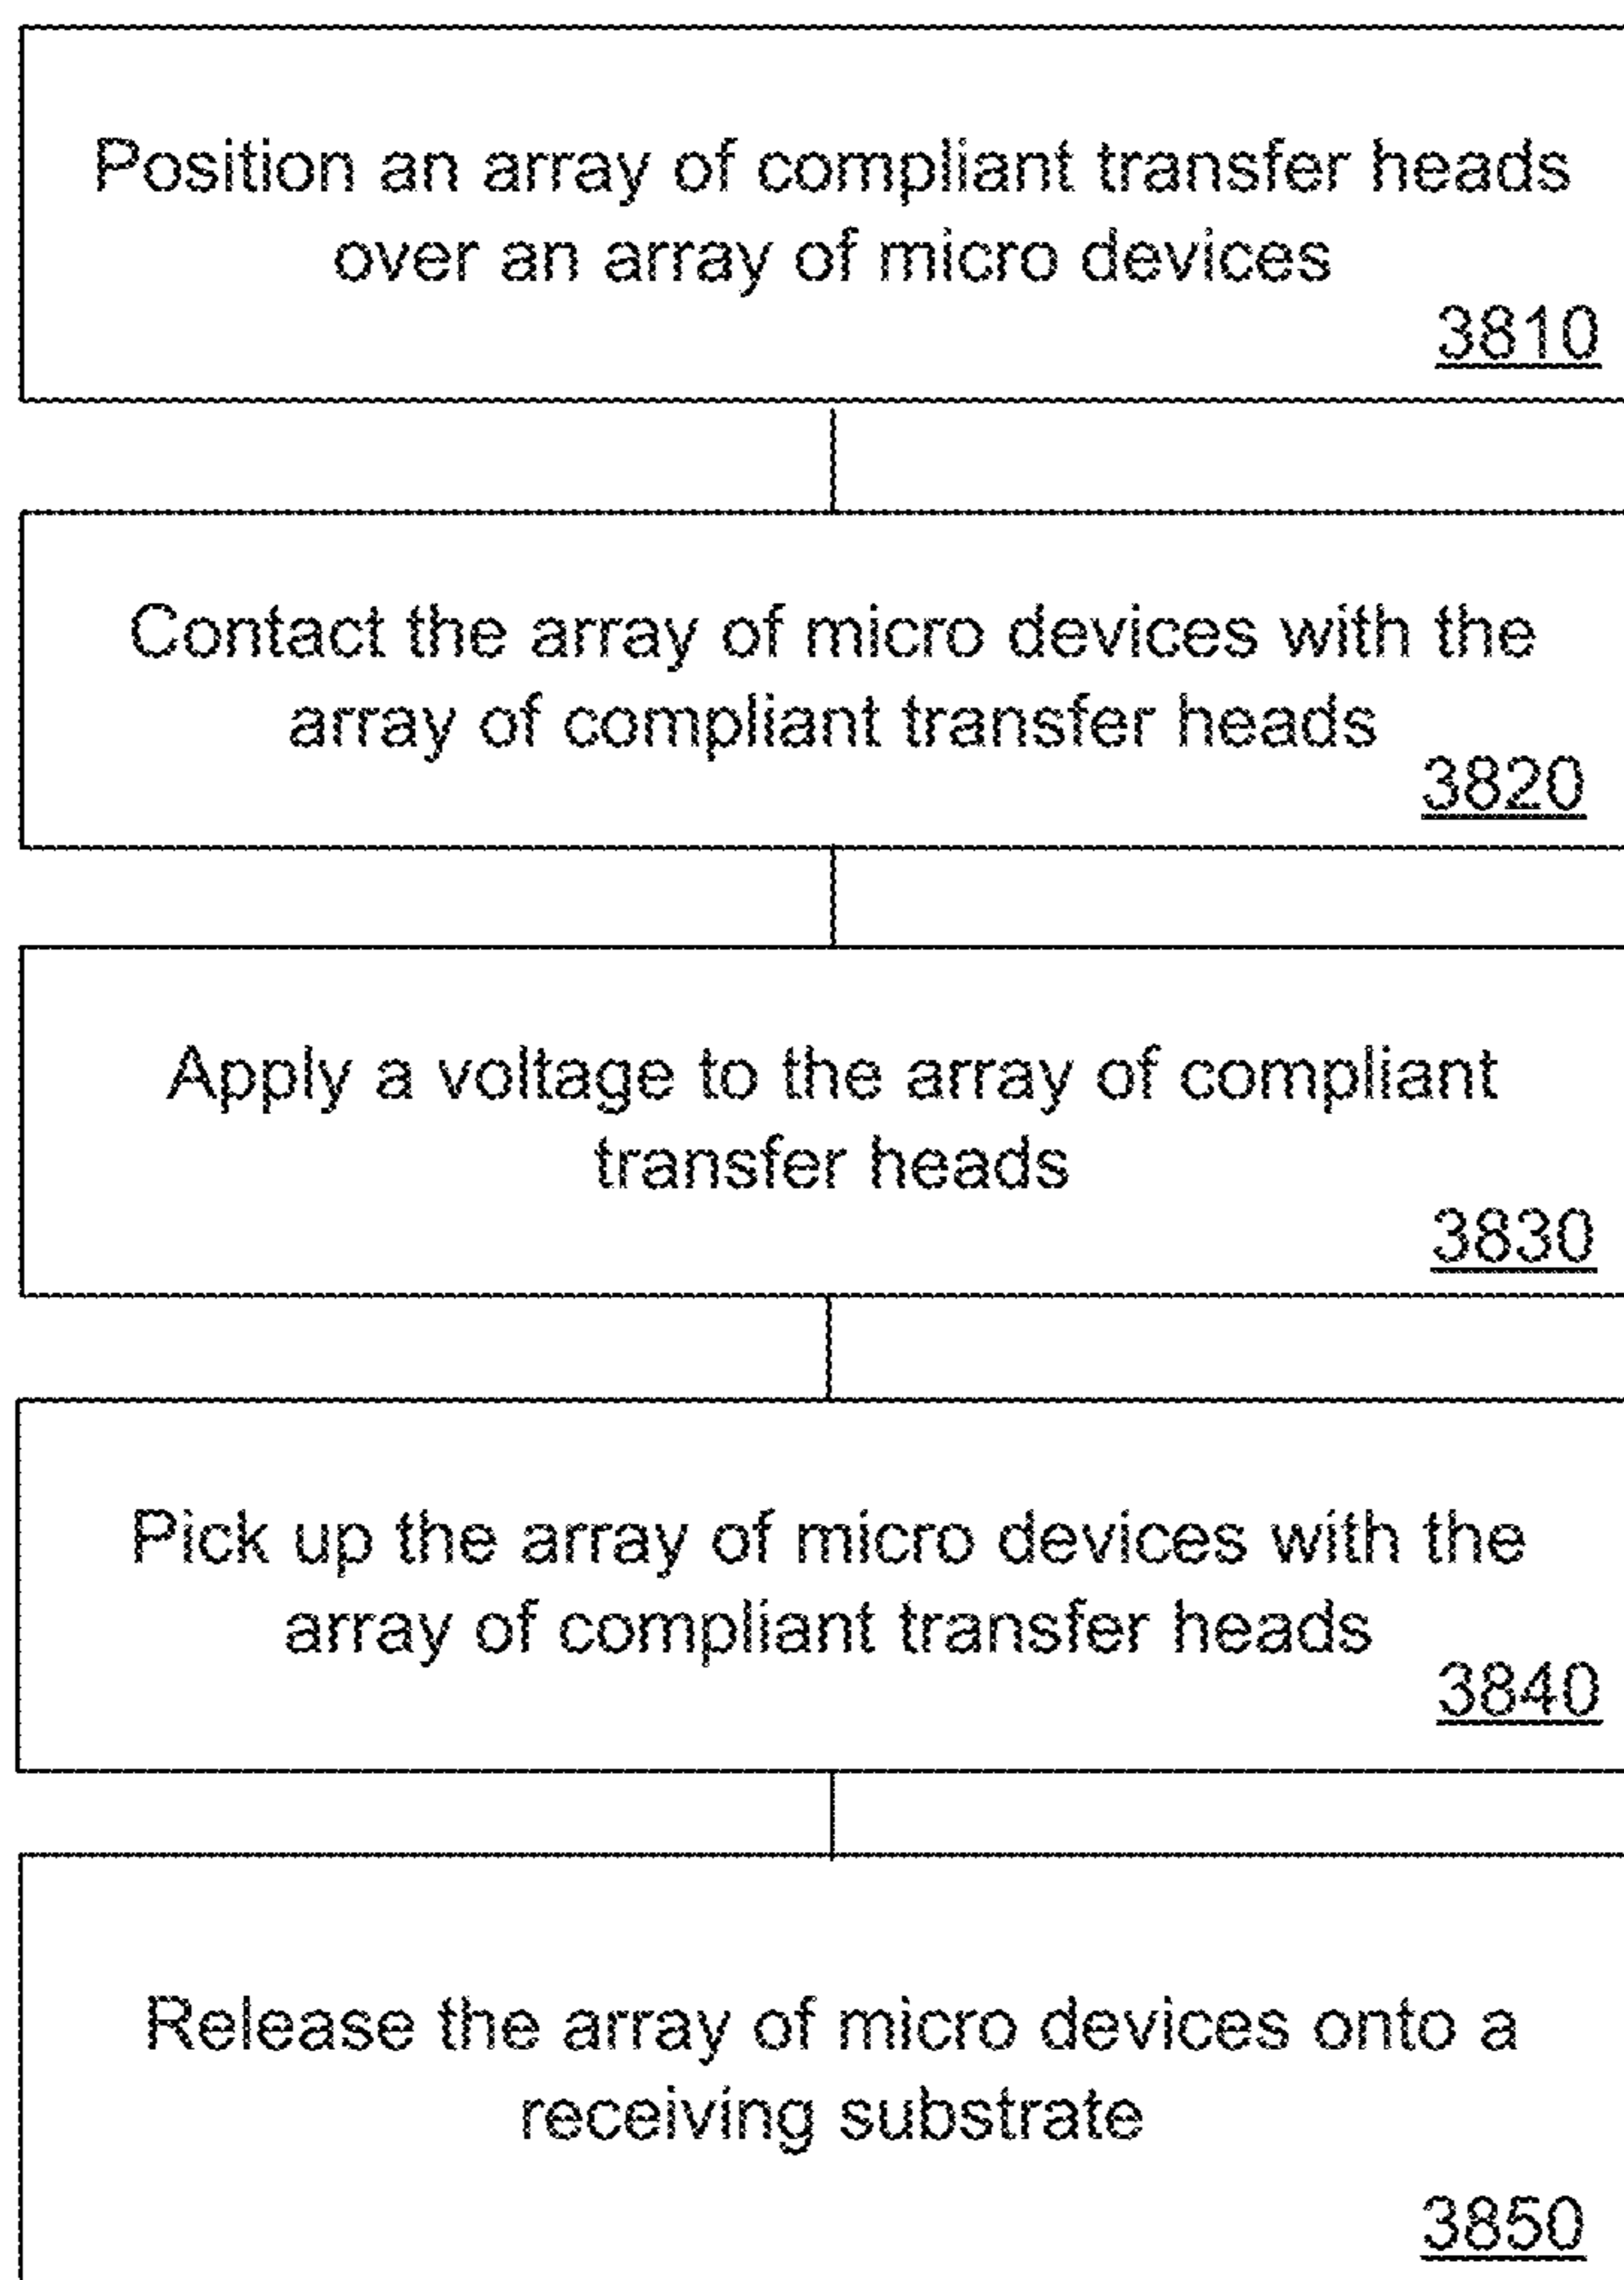 Position an array of compliant transfer heads
over an array of micro devices
3810
Contact the array of micro devices with the
array of compliant transfer heads
3820
Apply a voltage to the array of compliant
transfer heads
3830
Pick up the array of micro devices with the
array of compliant transfer heads
3840
Release the array of micro devices onto a
receiving substrate
3850